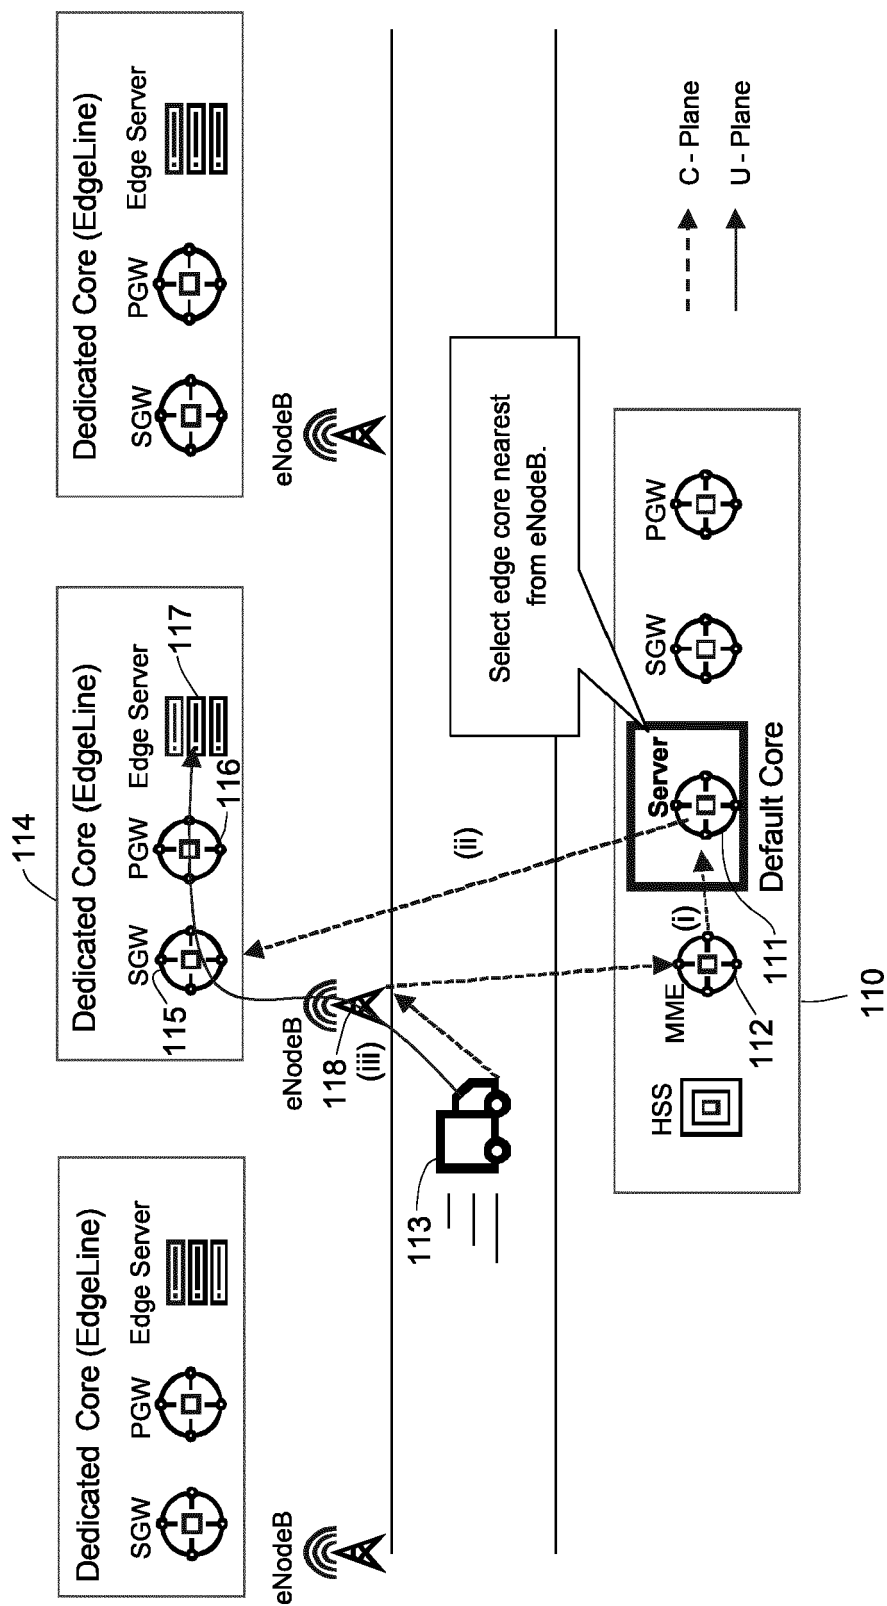 Dedicated Core (EdgeLine)
SGW
PGW
Edge Server
eNodeB
114
Dedicated Core (EdgeLine)
SGW
PGW
Edge Server
115
116
117
eNodeB
118
(iii)
Dedicated Core (EdgeLine)
SGW
PGW
Edge Server
eNodeB
113
(ii)
Select edge core nearest
from eNodeB.
HSS
MME
(i)
Server
SGW
PGW
112
111
Default Core
110
C - Plane
U - Plane